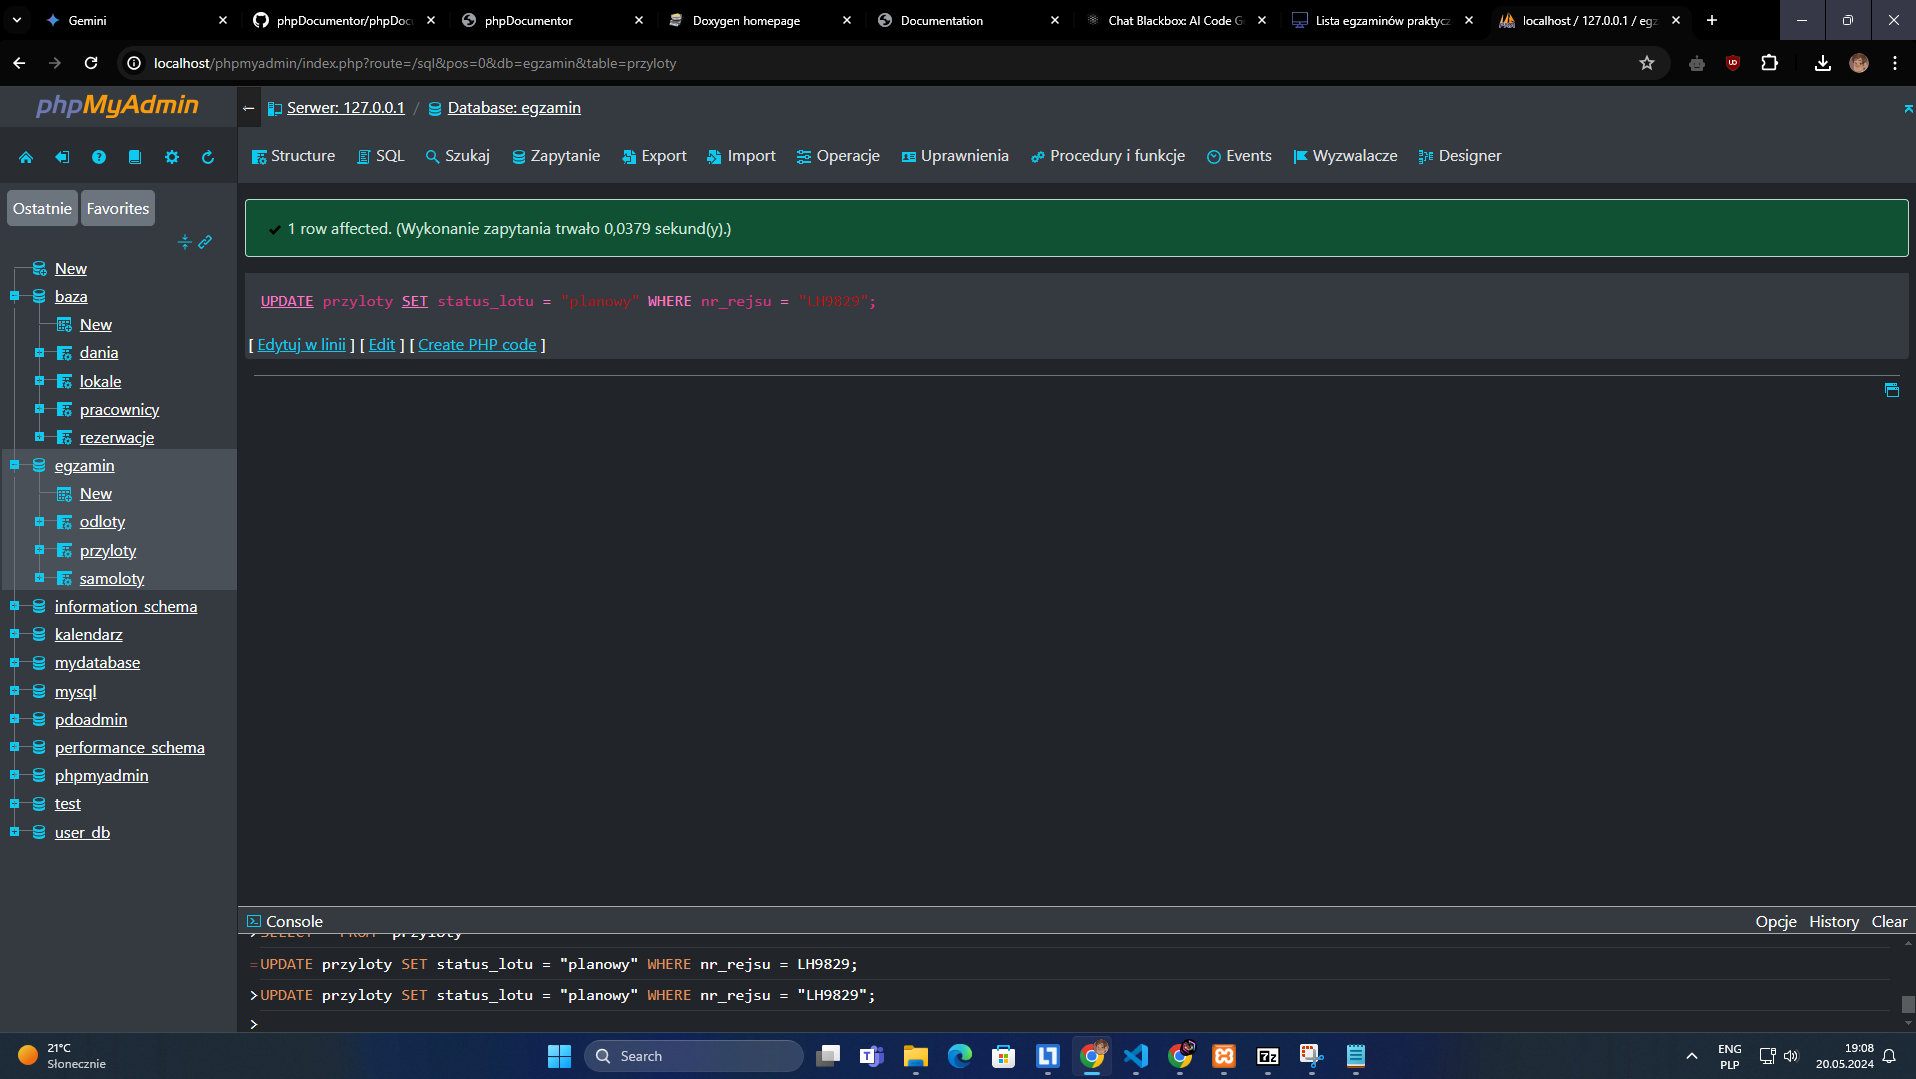 Gemini
phpDocumentor/phpDoc
phpDocumentor
Doxygen homepage
Documentation
Chat Blackbox: AI Code G
Lista egzaminów praktycz
localhost / 127.0.0.1 / egz
localhost/phpmyadmin/index.php?route=/sql&pos=0&db=egzamin&table=przyloty
phpMyAdmin
Serwer: 127.0.0.1 / Database: egzamin
Structure SQL Szukaj Zapytanie Export Import Operacje Uprawnienia Procedury i funkcje Events Wyzwalacze Designer
Ostatnie Favorites
New
baza
New
dania
lokale
pracownicy
rezerwacje
egzamin
New
odloty
przyloty
samoloty
information_schema
kalendarz
mydatabase
mysql
pdoadmin
performance_schema
phpmyadmin
test
user_db
1 row affected. (Wykonanie zapytania trwało 0,0379 sekund(y).)
UPDATE przyloty SET status_lotu = "planowy" WHERE nr_rejsu = "LH9829";
[ Edytuj w linii ] [ Edit ] [ Create PHP code ]
Console
Opcje History Clear
>SELECT * FROM `przyloty`
=UPDATE przyloty SET status_lotu = "planowy" WHERE nr_rejsu = LH9829;
>UPDATE przyloty SET status_lotu = "planowy" WHERE nr_rejsu = "LH9829";
>
21°C
Słonecznie
Search
ENG
PLP
19:08
20.05.2024